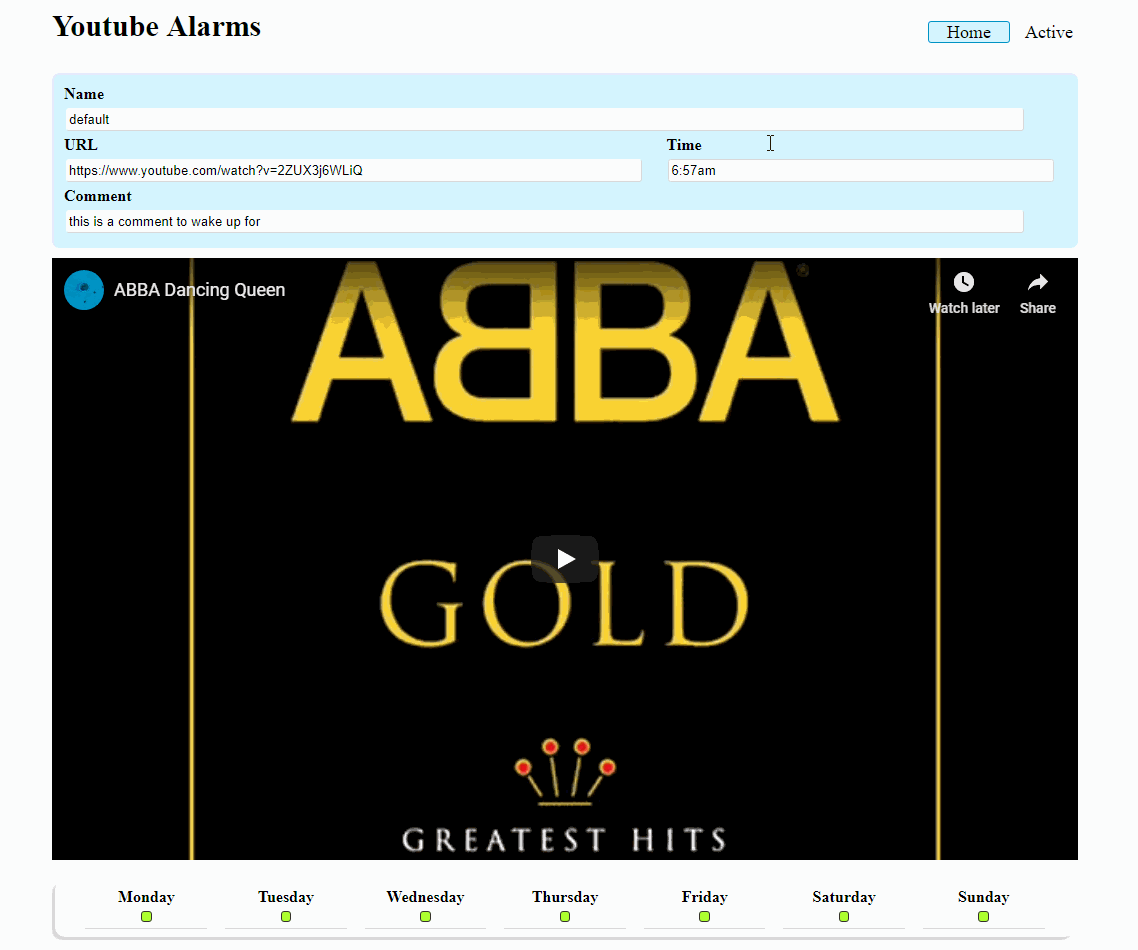 Youtube Alarms
Home Active
Name
default
URL Time
https://www.youtube.com/watch?v=2ZUX3j6WLiQ 6:57am
Comment
this is a comment to wake up for
ABBA Dancing Queen
Watch later Share
ABBA
GOLD
GREATEST HITS
Monday Tuesday Wednesday Thursday Friday Saturday Sunday